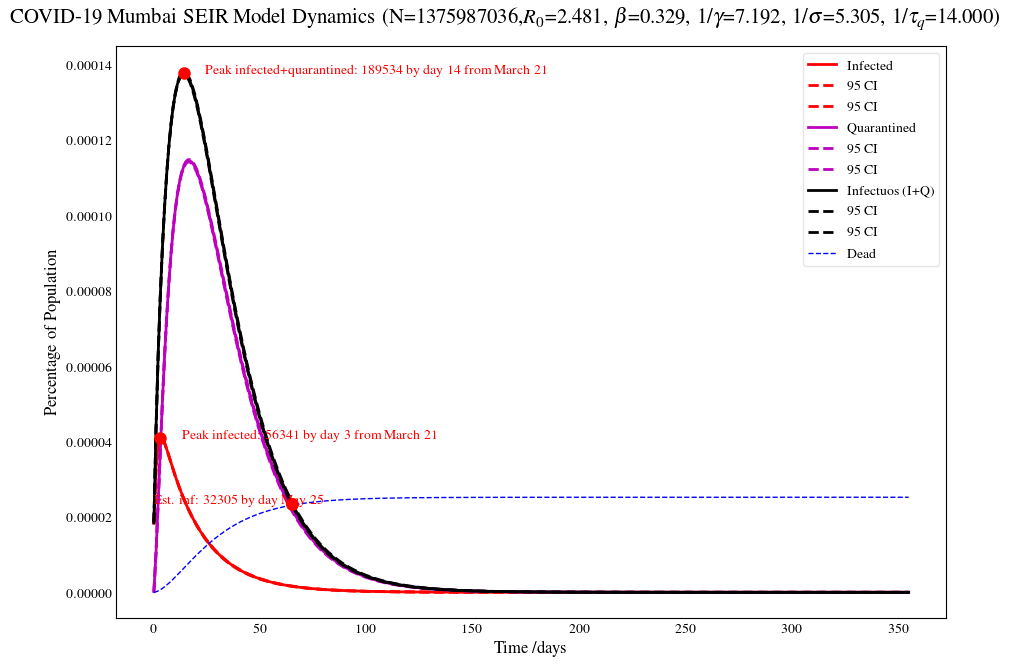 COVID-19 Mumbai SEIR Model Dynamics (N=1375987036,R₀=2.481, β=0.329, 1/γ=7.192, 1/σ=5.305, 1/τ_q=14.000)
Percentage of Population
0.00014
0.00012
0.00010
0.00008
0.00006
0.00004
0.00002
0.00000
Peak infected+quarantined: 189534 by day 14 from March 21
Peak infected: 56341 by day 3 from March 21
Est. inf: 32305 by day May 25
Infected
95 CI
95 CI
Quarantined
95 CI
95 CI
Infectuos (I+Q)
95 CI
95 CI
Dead
0 50 100 150 200 250 300 350
Time /days